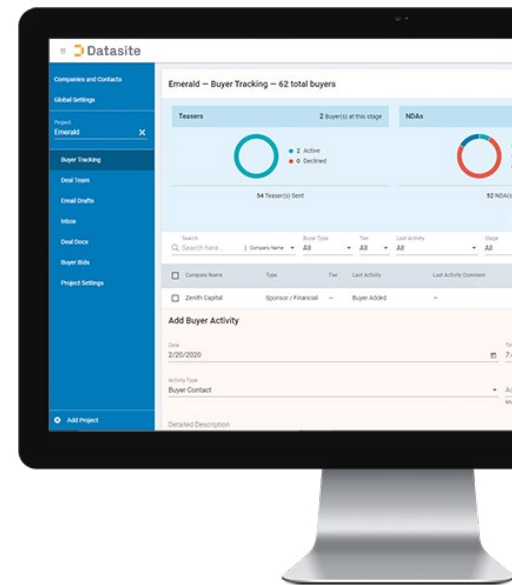 Datasite
Companies and Contacts
Global Settings
Project
Emerald
Buyer Tracking
Deal Team
Email Drafts
Inbox
Deal Docs
Buyer Bids
Project Settings
Add Project
Emerald — Buyer Tracking — 62 total buyers
Teasers 2 Buyer(s) at this stage
2 Active
0 Declined
54 Teaser(s) Sent
NDAs
52 NDA(s
Search Buyer Type Tier Last Activity Stage
Search here... Company Name All All All All
Company Name Type Tier Last Activity Last Activity Comment
Zenith Capital Sponsor / Financial – Buyer Added –
Add Buyer Activity
Date
2/20/2020
Activity Type
Buyer Contact
Detailed Description